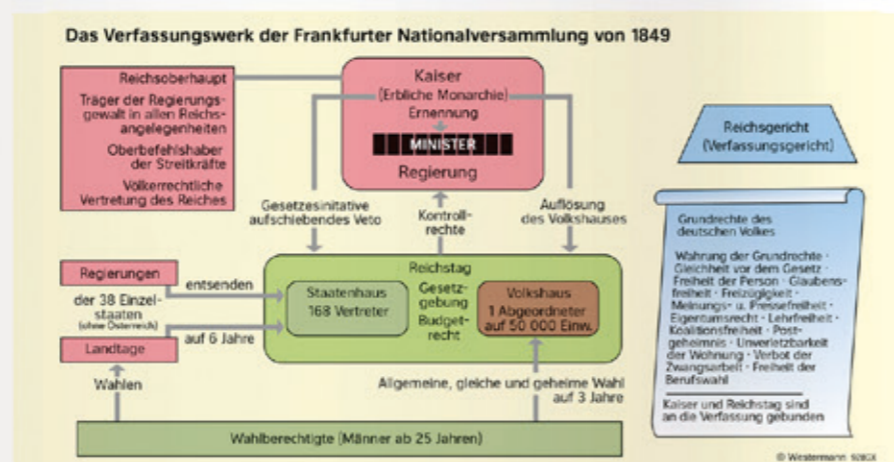 Das Verfassungswerk der Frankfurter Nationalversammlung von 1849
Reichsoberhaupt
Träger der Regierungs-
gewalt in allen Reichs-
angelegenheiten
Oberbefehlshaber
der Streitkräfte
Völkerrechtliche
Vertretung des Reiches
Kaiser
(Erbliche Monarchie)
Ernennung
MINISTER
Regierung
Gesetzesinitative
aufschiebendes Veto
Kontroll-
rechte
Auflösung
des Volkshauses
Reichsgericht
(Verfassungsgericht)
Regierungen
der 38 Einzel-
staaten
(ohne Österreich)
Landtage
entsenden
auf 6 Jahre
Wahlen
Reichstag
Staatenhaus
168 Vertreter
Gesetz-
gebung
Budget-
recht
Volkshaus
1 Abgeordneter
auf 50 000 Einw.
Allgemeine, gleiche und geheime Wahl
auf 3 Jahre
Wahlberechtigte (Männer ab 25 Jahren)
Grundrechte des
deutschen Volkes
Wahrung der Grundrechte ·
Gleichheit vor dem Gesetz ·
Freiheit der Person · Glaubens-
freiheit · Freizügigkeit ·
Meinungs- u. Pressefreiheit ·
Eigentumsrecht · Lehrfreiheit ·
Koalitionsfreiheit · Post-
geheimnis · Unverletzbarkeit
der Wohnung · Verbot der
Zwangsarbeit · Freiheit der
Berufswahl
Kaiser und Reichstag sind
an die Verfassung gebunden
© Westermann